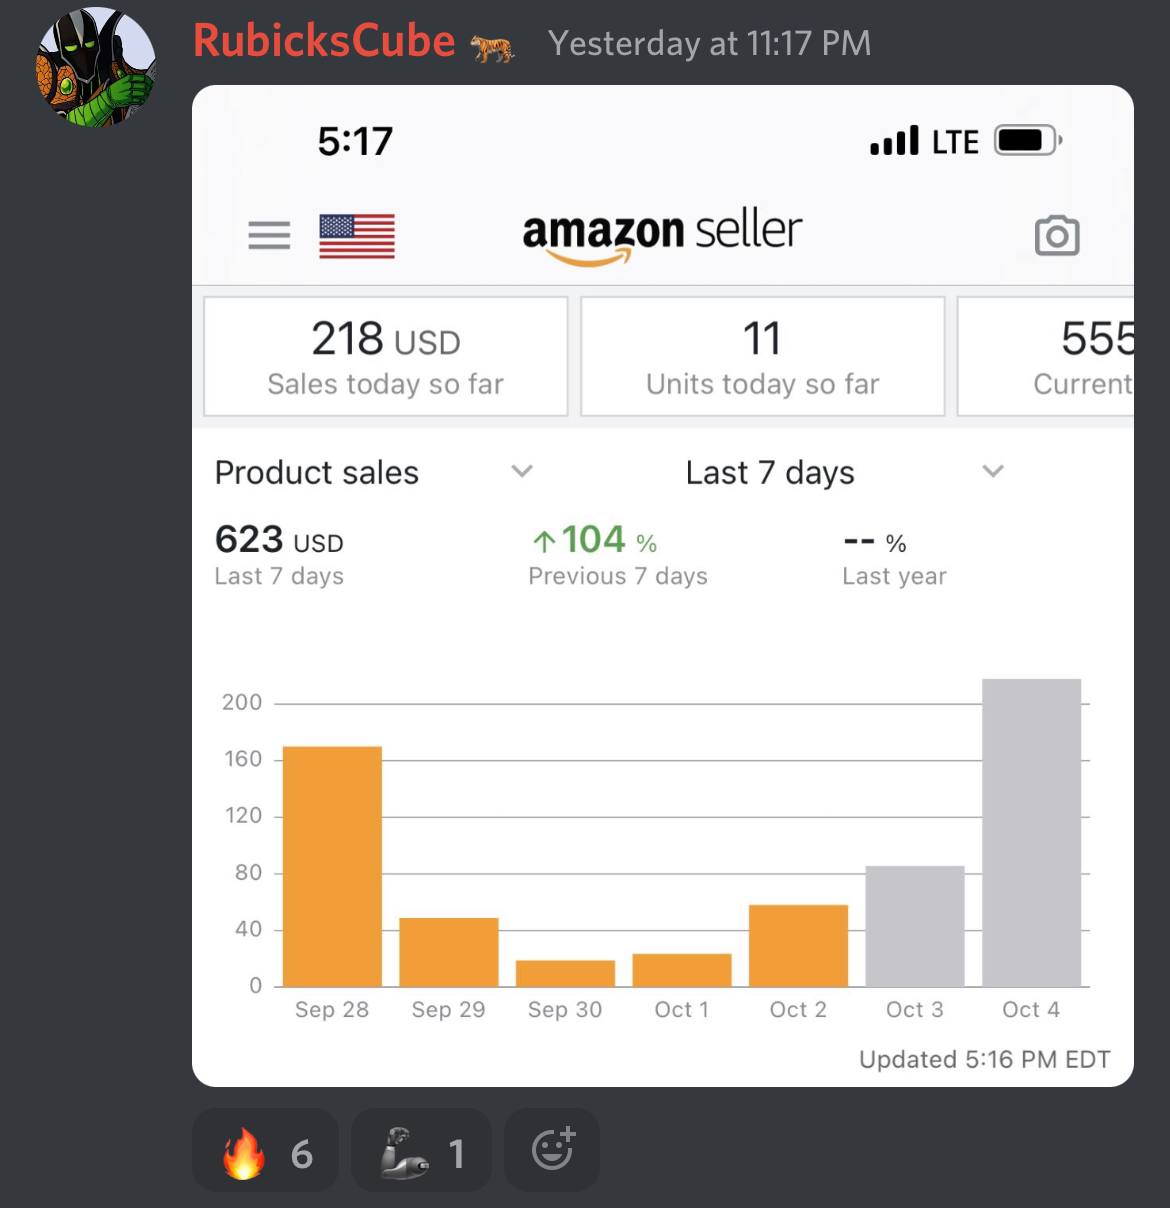 RubicksCube 🐅 Yesterday at 11:17 PM
5:17 LTE
amazon seller
218 USD 11 555
Sales today so far Units today so far Current
Product sales Last 7 days
623 USD ↑104 % -- %
Last 7 days Previous 7 days Last year
200
160
120
80
40
0
Sep 28 Sep 29 Sep 30 Oct 1 Oct 2 Oct 3 Oct 4
Updated 5:16 PM EDT
🔥 6 🦾 1